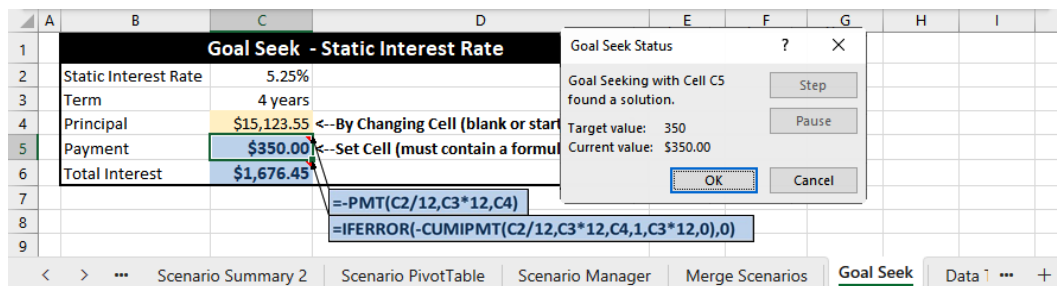 A B C D E F G H I
1 Goal Seek - Static Interest Rate
2 Static Interest Rate 5.25%
3 Term 4 years
4 Principal $15,123.55 <--By Changing Cell (blank or start
5 Payment $350.00 <--Set Cell (must contain a formul
6 Total Interest $1,676.45
7 =-PMT(C2/12,C3*12,C4)
8 =IFERROR(-CUMIPMT(C2/12,C3*12,C4,1,C3*12,0),0)
9
Goal Seek Status ? ×
Goal Seeking with Cell C5
found a solution.
Target value: 350
Current value: $350.00
Step
Pause
OK Cancel
< > ••• Scenario Summary 2 Scenario PivotTable Scenario Manager Merge Scenarios Goal Seek Data ••• +